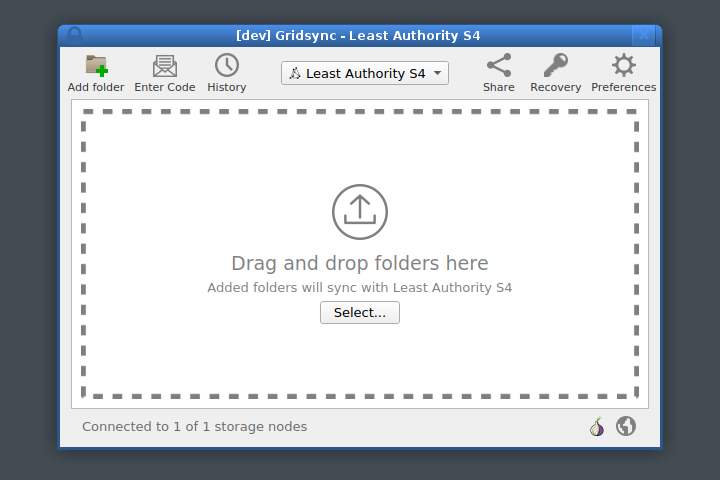 [dev] Gridsync - Least Authority S4
Add folder
Enter Code
History
Least Authority S4
Share
Recovery
Preferences
Drag and drop folders here
Added folders will sync with Least Authority S4
Select...
Connected to 1 of 1 storage nodes